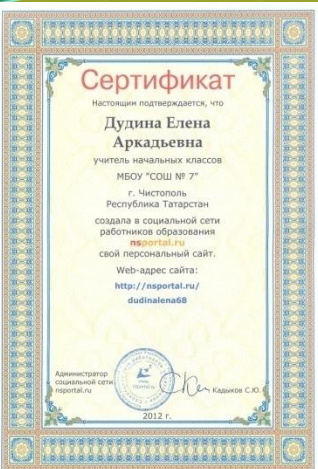 Сертификат
Настоящим подтверждается, что
Дудина Елена
Аркадьевна
учитель начальных классов
МБОУ "СОШ № 7"
г. Чистополь
Республика Татарстан
создала в социальной сети
работников образования
nsportal.ru
свой персональный сайт.
Web-адрес сайта:
http://nsportal.ru/
dudinalena68
Администратор
социальной сети
nsportal.ru
Кадыков С.Ю.
2012 г.